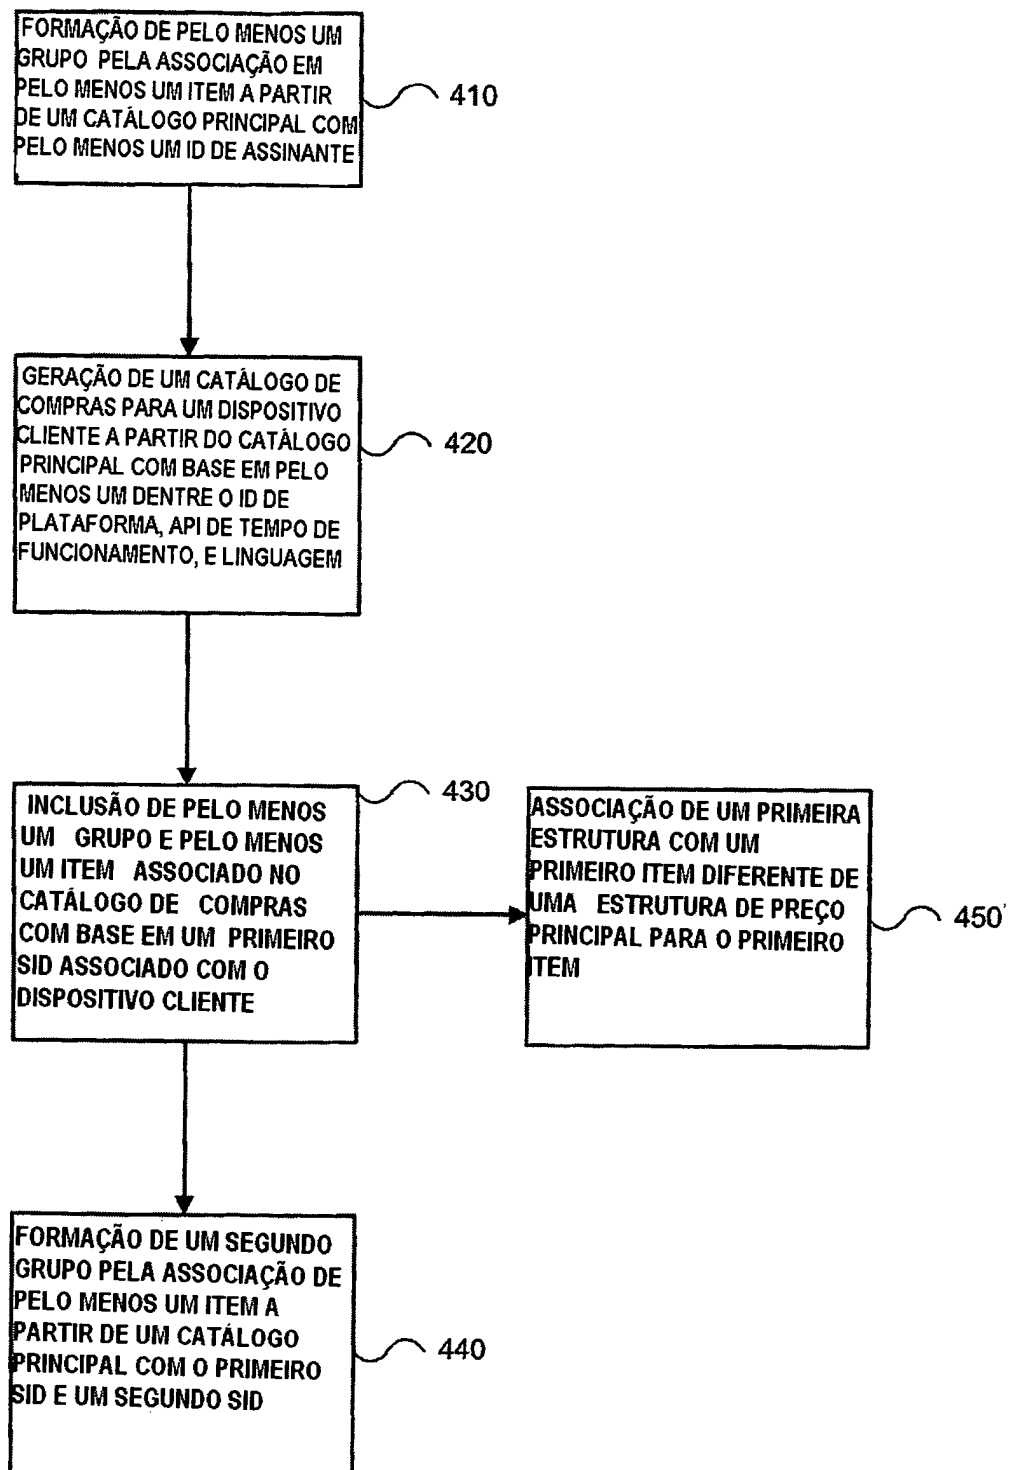 FORMAÇÃO DE PELO MENOS UM
GRUPO PELA ASSOCIAÇÃO EM
PELO MENOS UM ITEM A PARTIR
DE UM CATÁLOGO PRINCIPAL COM
PELO MENOS UM ID DE ASSINANTE
410
GERAÇÃO DE UM CATÁLOGO DE
COMPRAS PARA UM DISPOSITIVO
CLIENTE A PARTIR DO CATÁLOGO
PRINCIPAL COM BASE EM PELO
MENOS UM DENTRE O ID DE
PLATAFORMA, API DE TEMPO DE
FUNCIONAMENTO, E LINGUAGEM
420
INCLUSÃO DE PELO MENOS
UM GRUPO E PELO MENOS
UM ITEM ASSOCIADO NO
CATÁLOGO DE COMPRAS
COM BASE EM UM PRIMEIRO
SID ASSOCIADO COM O
DISPOSITIVO CLIENTE
430
ASSOCIAÇÃO DE UM PRIMEIRA
ESTRUTURA COM UM
PRIMEIRO ITEM DIFERENTE DE
UMA ESTRUTURA DE PREÇO
PRINCIPAL PARA O PRIMEIRO
ITEM
450'
FORMAÇÃO DE UM SEGUNDO
GRUPO PELA ASSOCIAÇÃO DE
PELO MENOS UM ITEM A
PARTIR DE UM CATÁLOGO
PRINCIPAL COM O PRIMEIRO
SID E UM SEGUNDO SID
440